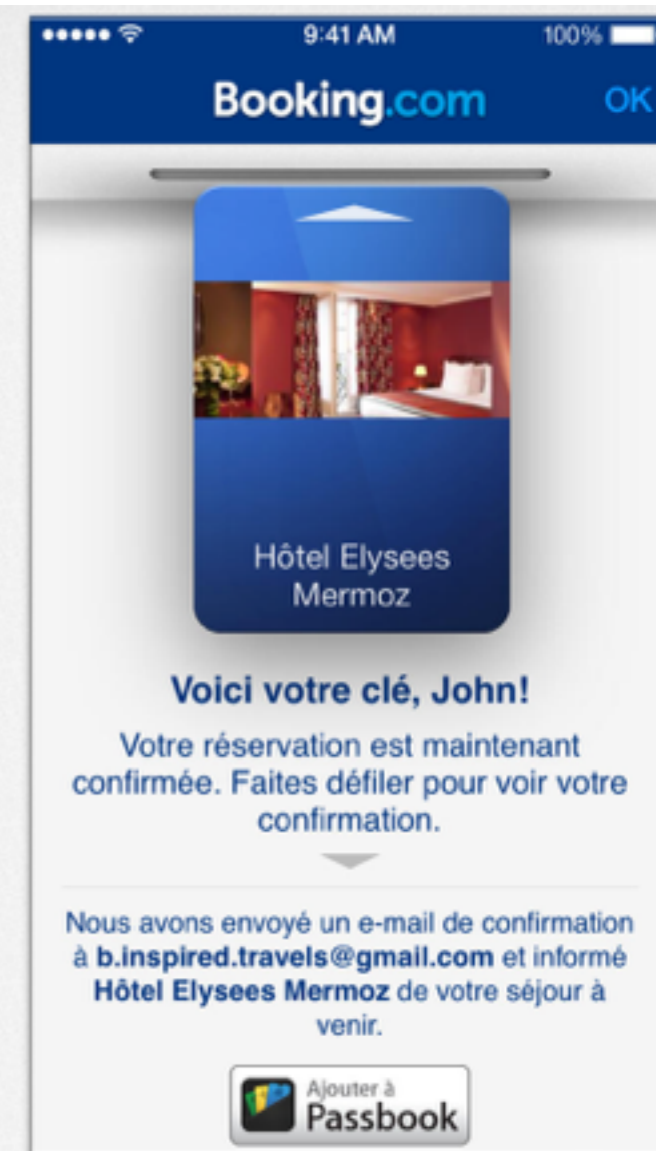 9:41 AM 100%
Booking.com OK
Hôtel Elysees
Mermoz
Voici votre clé, John!
Votre réservation est maintenant
confirmée. Faites défiler pour voir votre
confirmation.
Nous avons envoyé un e-mail de confirmation
à b.inspired.travels@gmail.com et informé
Hôtel Elysees Mermoz de votre séjour à
venir.
Ajouter à
Passbook